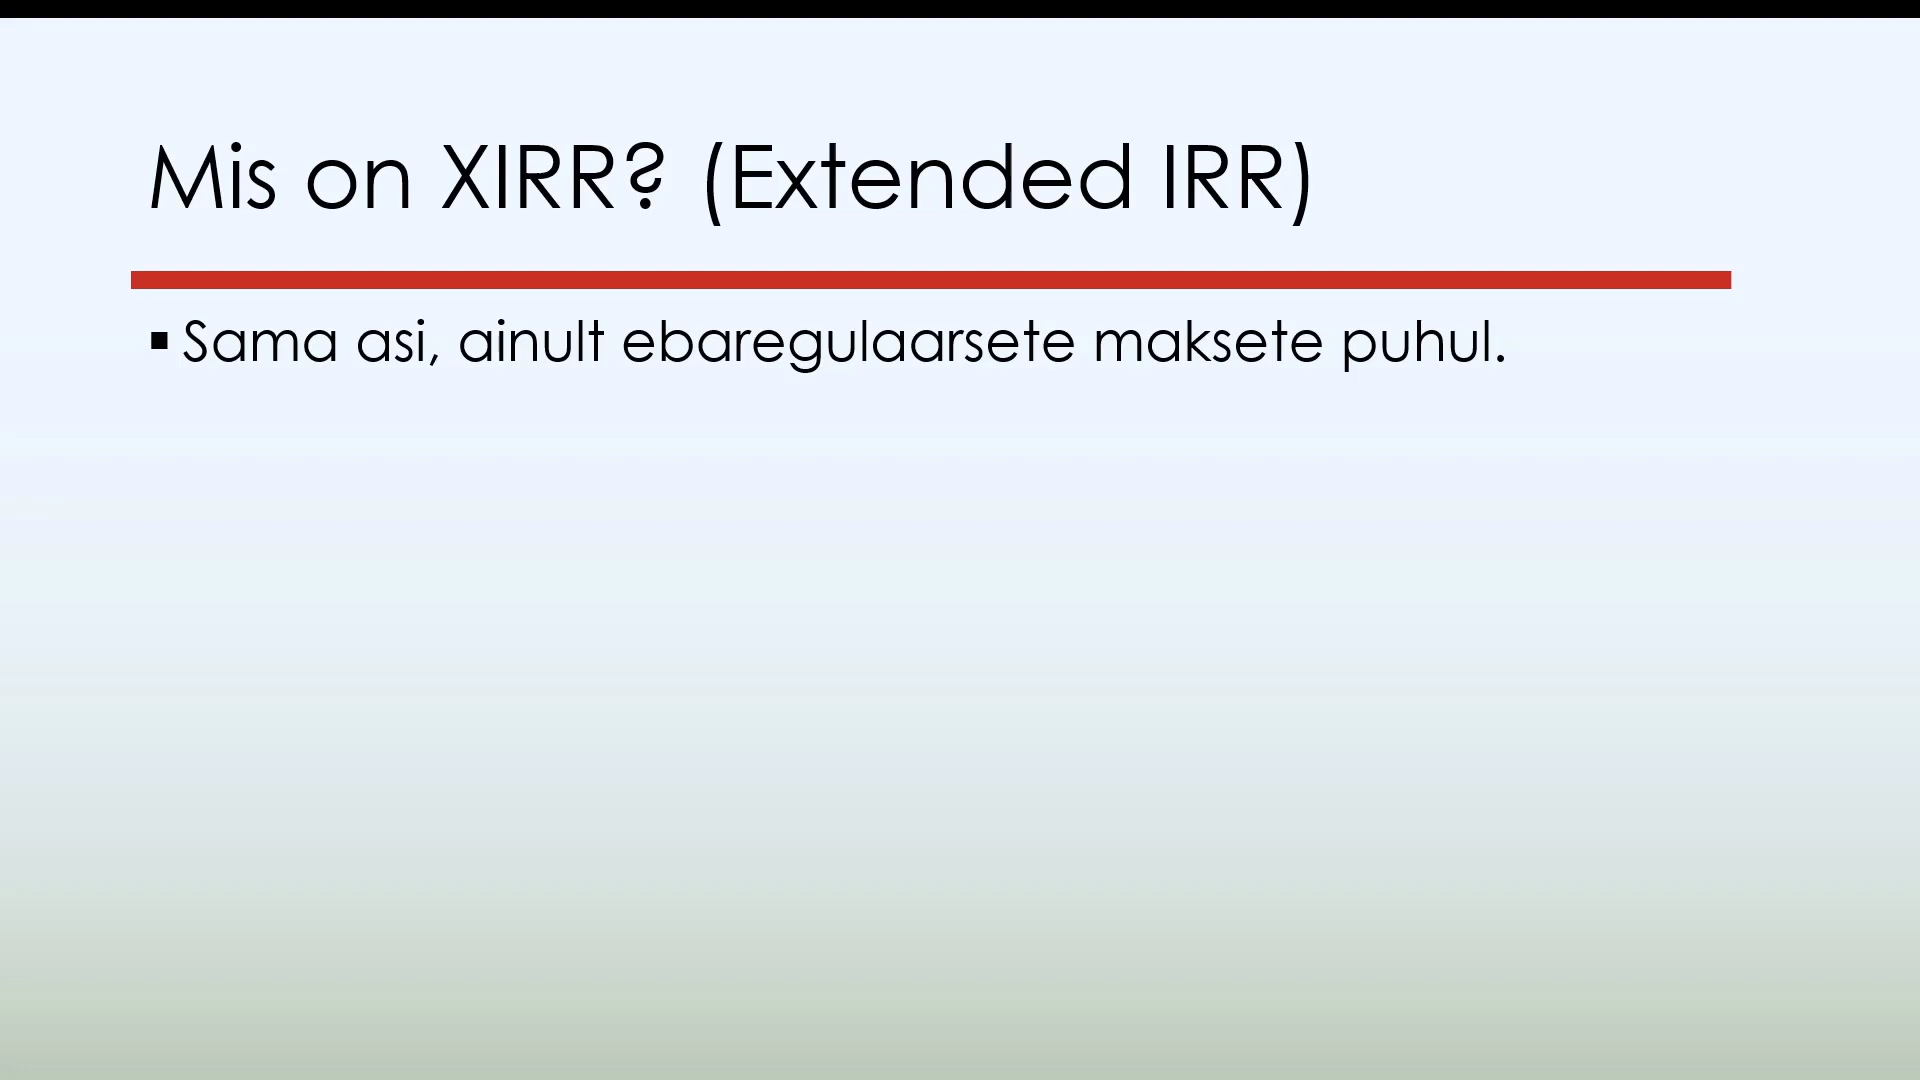 Mis on XIRR? (Extended IRR)
▪ Sama asi, ainult ebaregulaarsete maksete puhul.